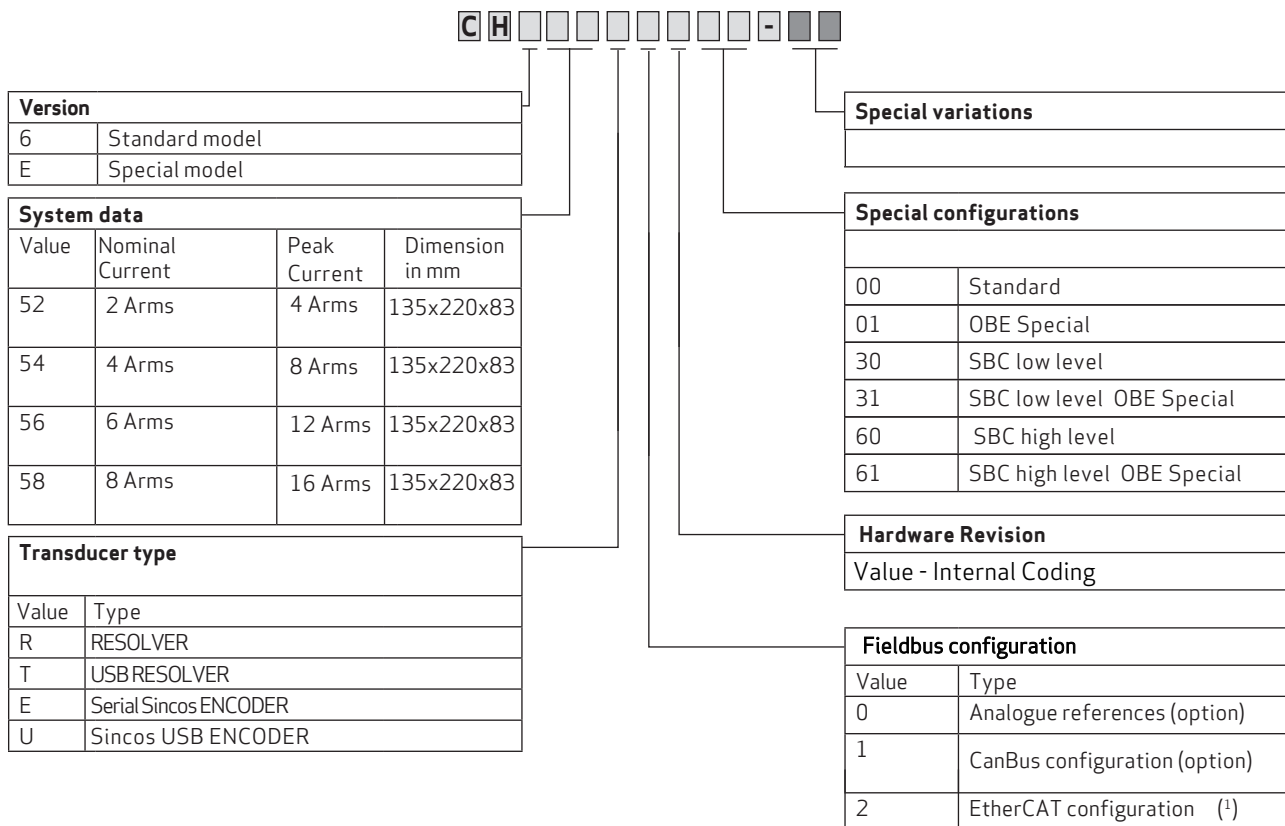 CH-
Version
6 Standard model
E Special model
System data
Value Nominal Current Peak Current Dimension in mm
52 2 Arms 4 Arms 135x220x83
54 4 Arms 8 Arms 135x220x83
56 6 Arms 12 Arms 135x220x83
58 8 Arms 16 Arms 135x220x83
Transducer type
Value Type
R RESOLVER
T USB RESOLVER
E Serial Sincos ENCODER
U Sincos USB ENCODER
Special variations
Special configurations
00 Standard
01 OBE Special
30 SBC low level
31 SBC low level OBE Special
60 SBC high level
61 SBC high level OBE Special
Hardware Revision
Value - Internal Coding
Fieldbus configuration
Value Type
0 Analogue references (option)
1 CanBus configuration (option)
2 EtherCAT configuration (1)